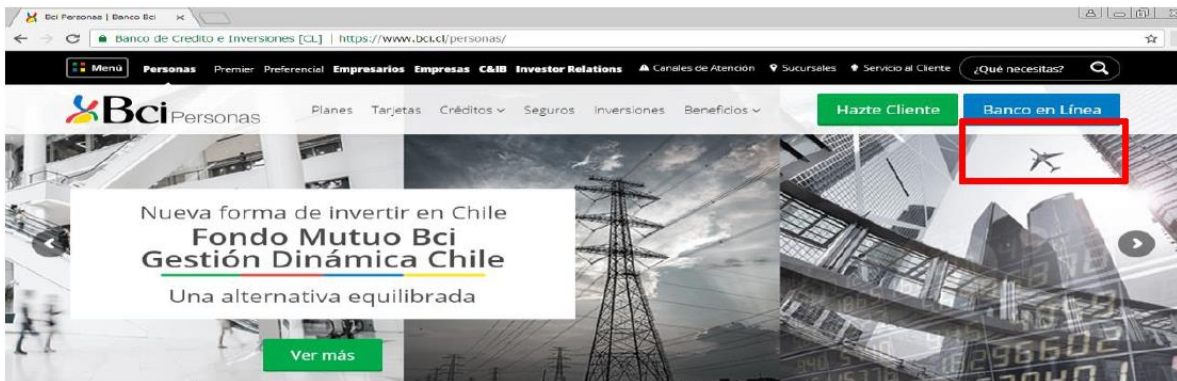 Bci Personas | Banco Bci
Banco de Credito e Inversiones [CL] | https://www.bci.cl/personas/
Menú Personas Premier Preferencial Empresarios Empresas C&IB Investor Relations Canales de Atención Sucursales Servicio al Cliente ¿Qué necesitas?
Bci Personas Planes Tarjetas Créditos Seguros Inversiones Beneficios Hazte Cliente Banco en Línea
Nueva forma de invertir en Chile
Fondo Mutuo Bci
Gestión Dinámica Chile
Una alternativa equilibrada
Ver más